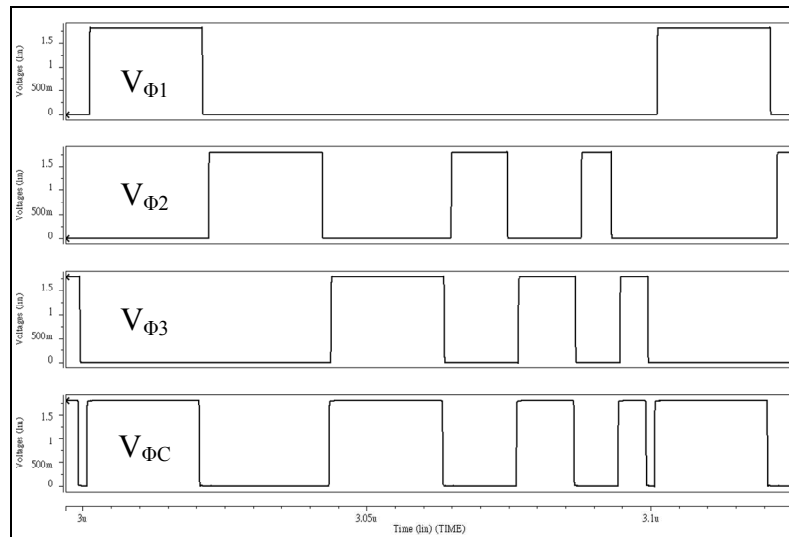 Voltages (lin)
1.5
1
500m
0
VΦ1
Voltages (lin)
1.5
1
500m
0
VΦ2
Voltages (lin)
1.5
1
500m
0
VΦ3
Voltages (lin)
1.5
1
500m
0
VΦC
3u
3.05u
3.1u
Time (lin) (TIME)